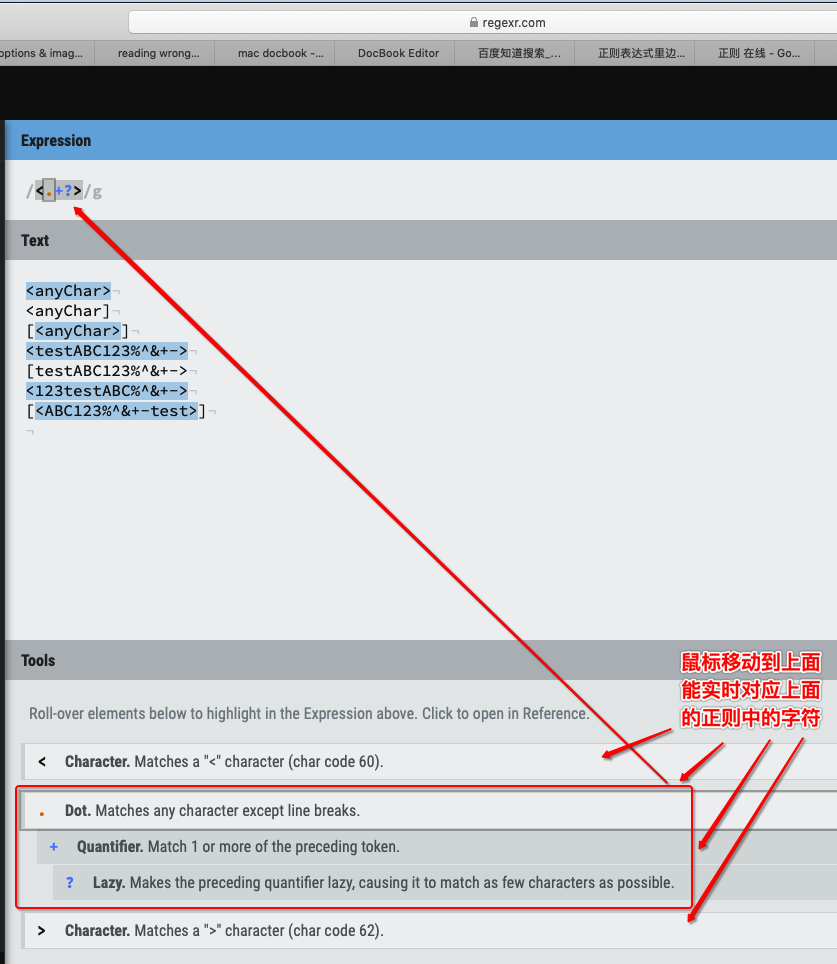 regexr.com
options & imag...
reading wrong...
mac docbook -...
DocBook Editor
百度知道搜索_...
正则表达式里边...
正则 在线 - Go...
Expression
/<.+?>/g
Text
<anyChar>¬
<anyChar]¬
[<anyChar>]¬
<testABC123%^&+->¬
[testABC123%^&+->¬
<123testABC%^&+->¬
[<ABC123%^&+-test>]¬
¬
Tools
鼠标移动到上面
能实时对应上面
的正则中的字符
Roll-over elements below to highlight in the Expression above. Click to open in Reference.
< Character. Matches a "<" character (char code 60).
. Dot. Matches any character except line breaks.
+ Quantifier. Match 1 or more of the preceding token.
? Lazy. Makes the preceding quantifier lazy, causing it to match as few characters as possible.
> Character. Matches a ">" character (char code 62).